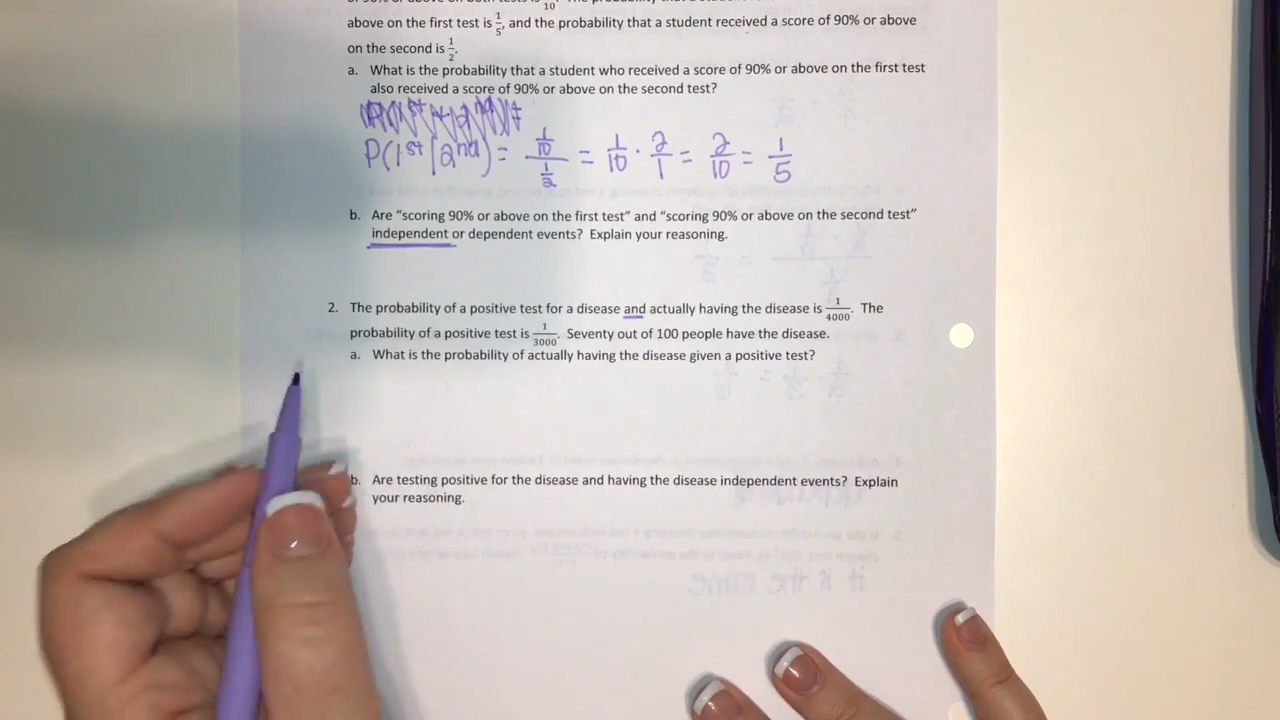 above on the first test is 1/5, and the probability that a student received a score of 90% or above
on the second is 1/2.
a. What is the probability that a student who received a score of 90% or above on the first test
also received a score of 90% or above on the second test?
P(1st|2nd) = 1/10 / 1/2 = 1/10 · 2/1 = 2/10 = 1/5
b. Are “scoring 90% or above on the first test” and “scoring 90% or above on the second test”
independent or dependent events? Explain your reasoning.
2. The probability of a positive test for a disease and actually having the disease is 1/4000. The
probability of a positive test is 1/3000. Seventy out of 100 people have the disease.
a. What is the probability of actually having the disease given a positive test?
b. Are testing positive for the disease and having the disease independent events? Explain
your reasoning.